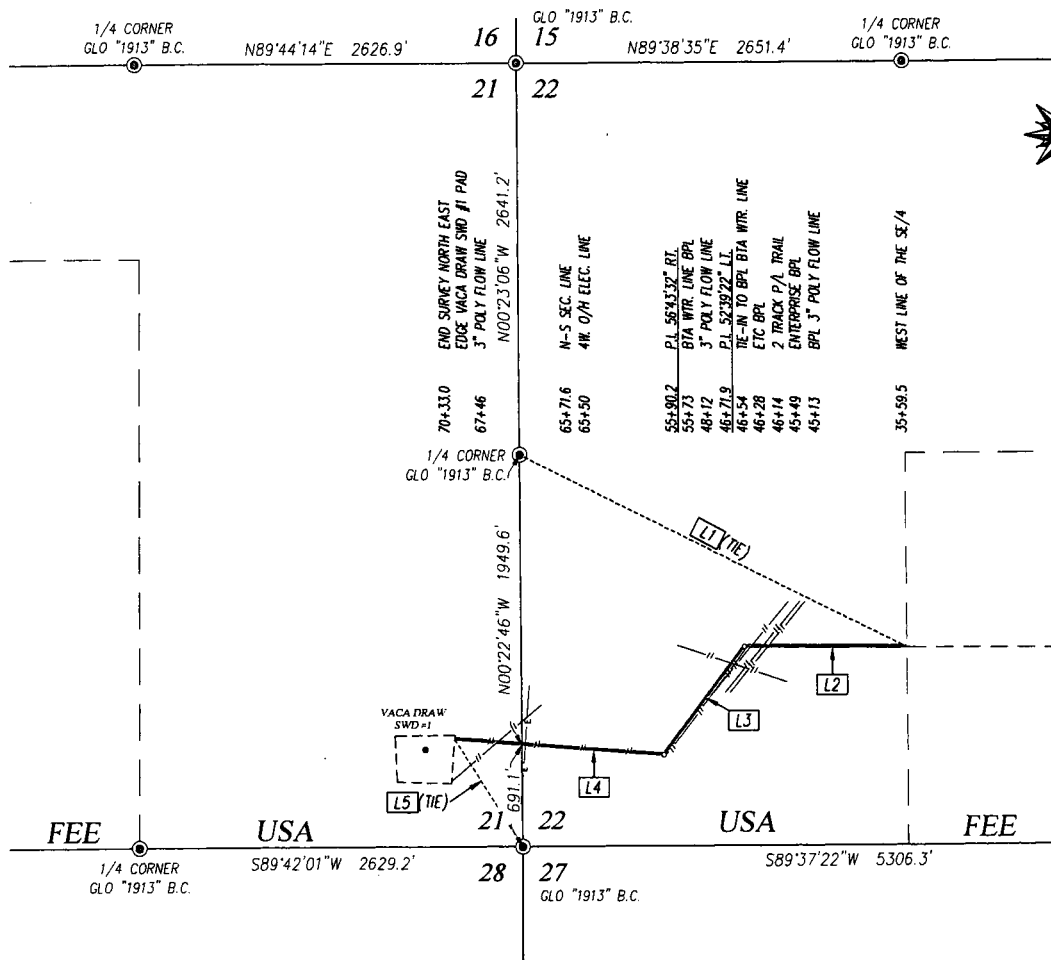 1/4 CORNER
GLO "1913" B.C.
N89°44'14"E 2626.9'
16 15
GLO "1913" B.C.
N89°38'35"E 2651.4'
1/4 CORNER
GLO "1913" B.C.
21 22
70+33.0 END SURVEY NORTH EAST
EDGE VACA DRAW SWD #1 PAD
67+46 3" POLY FLOW LINE
N00°23'06"W 2641.2'
65+71.6 N-S SEC. LINE
65+50 4W. O/H ELEC. LINE
55+90.2 P.I. 56°43'32" RT.
55+73 BTA WTR. LINE BPL
48+12 3" POLY FLOW LINE
46+71.9 P.I. 52°39'22" LT.
46+54 TIE-IN TO BPL BTA WTR. LINE
46+28 ETC BPL
46+14 2 TRACK P/L TRAIL
45+49 ENTERPRISE BPL
45+13 BPL 3" POLY FLOW LINE
35+59.5 WEST LINE OF THE SE/4
1/4 CORNER
GLO "1913" B.C.
L1 (TIE)
N00°22'46"W 1949.6'
L2
L3
VACA DRAW
SWD #1
L4
L5 (TIE)
691.1'
21 22
FEE USA USA FEE
1/4 CORNER
GLO "1913" B.C.
S89°42'01"W 2629.2'
28 27
GLO "1913" B.C.
S89°37'22"W 5306.3'